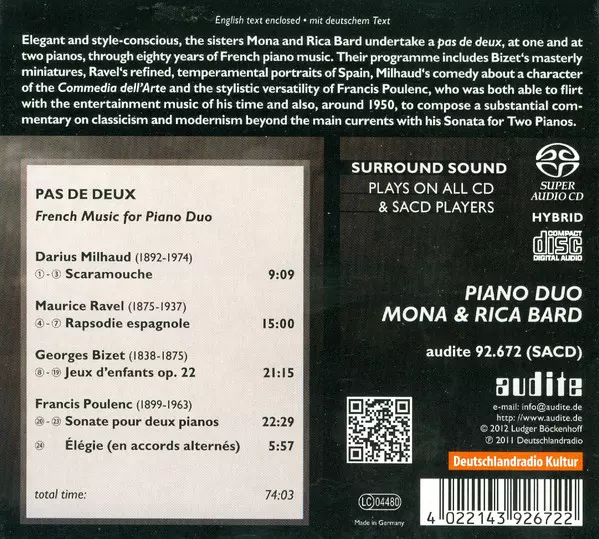 English text enclosed • mit deutschem Text
Elegant and style-conscious, the sisters Mona and Rica Bard undertake a pas de deux, at one and at
two pianos, through eighty years of French piano music. Their programme includes Bizet‘s masterly
miniatures, Ravel‘s refined, temperamental portraits of Spain, Milhaud‘s comedy about a character
of the Commedia dell’Arte and the stylistic versatility of Francis Poulenc, who was both able to flirt
with the entertainment music of his time and also, around 1950, to compose a substantial com-
mentary on classicism and modernism beyond the main currents with his Sonata for Two Pianos.
PAS DE DEUX
French Music for Piano Duo
Darius Milhaud (1892-1974)
① - ③ Scaramouche 9:09
Maurice Ravel (1875-1937)
④ - ⑦ Rapsodie espagnole 15:00
Georges Bizet (1838-1875)
⑧ - ⑲ Jeux d‘enfants op. 22 21:15
Francis Poulenc (1899-1963)
⑳ - ㉓ Sonate pour deux pianos 22:29
㉔ Élégie (en accords alternés) 5:57
total time: 74:03
SURROUND SOUND
PLAYS ON ALL CD
& SACD PLAYERS
SUPER
AUDIO CD
HYBRID
COMPACT
disc
DIGITAL AUDIO
PIANO DUO
MONA & RICA BARD
audite 92.672 (SACD)
audite
e-mail: info@audite.de
http: //www.audite.de
© 2012 Ludger Böckenhoff
℗ 2011 Deutschlandradio
Deutschlandradio Kultur
LC 04480
Made in Germany
4 022143 926722